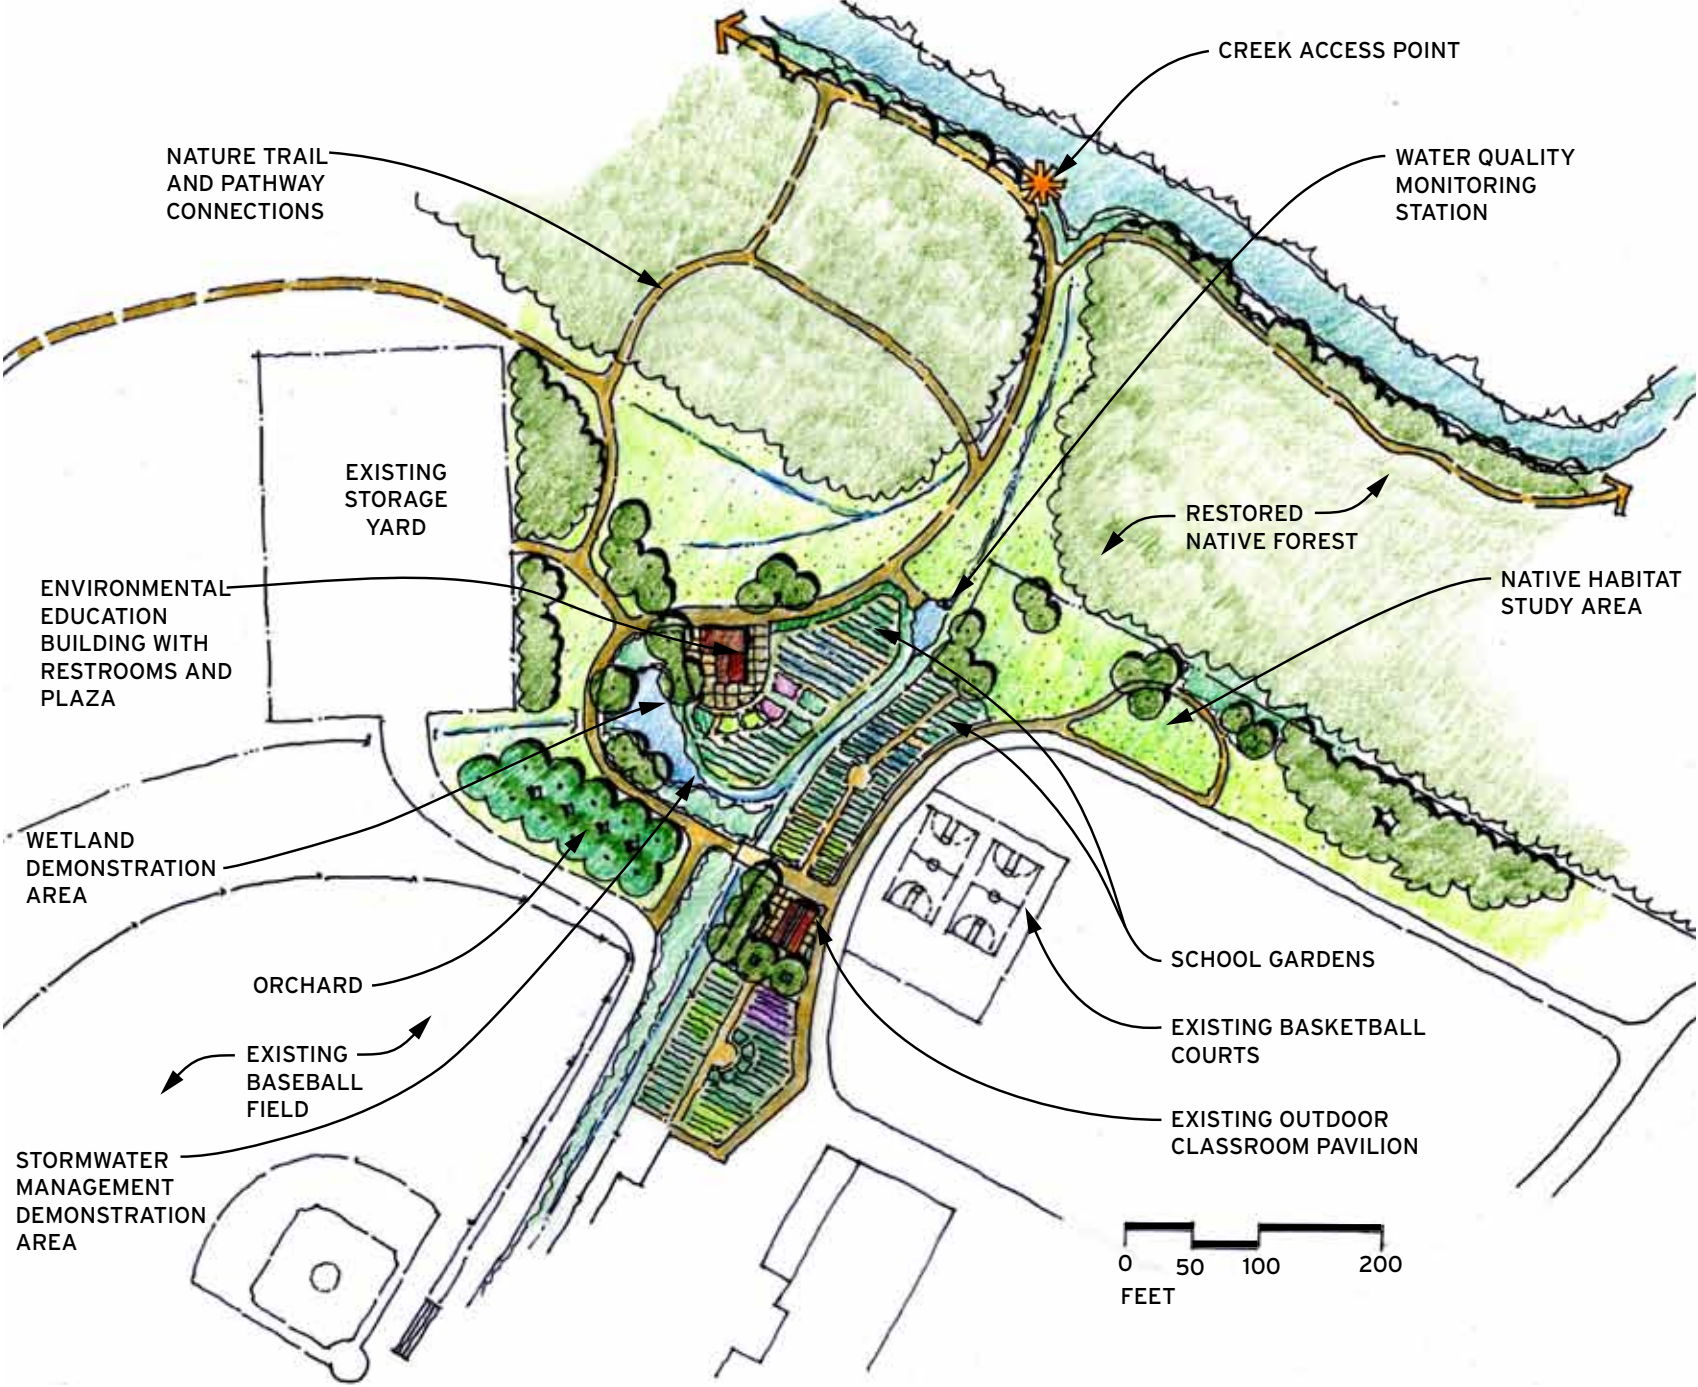 CREEK ACCESS POINT
NATURE TRAIL
AND PATHWAY
CONNECTIONS
WATER QUALITY
MONITORING
STATION
EXISTING
STORAGE
YARD
RESTORED
NATIVE FOREST
NATIVE HABITAT
STUDY AREA
ENVIRONMENTAL
EDUCATION
BUILDING WITH
RESTROOMS AND
PLAZA
WETLAND
DEMONSTRATION
AREA
ORCHARD
SCHOOL GARDENS
EXISTING
BASEBALL
FIELD
EXISTING BASKETBALL
COURTS
EXISTING OUTDOOR
CLASSROOM PAVILION
STORMWATER
MANAGEMENT
DEMONSTRATION
AREA
0 50 100 200
FEET